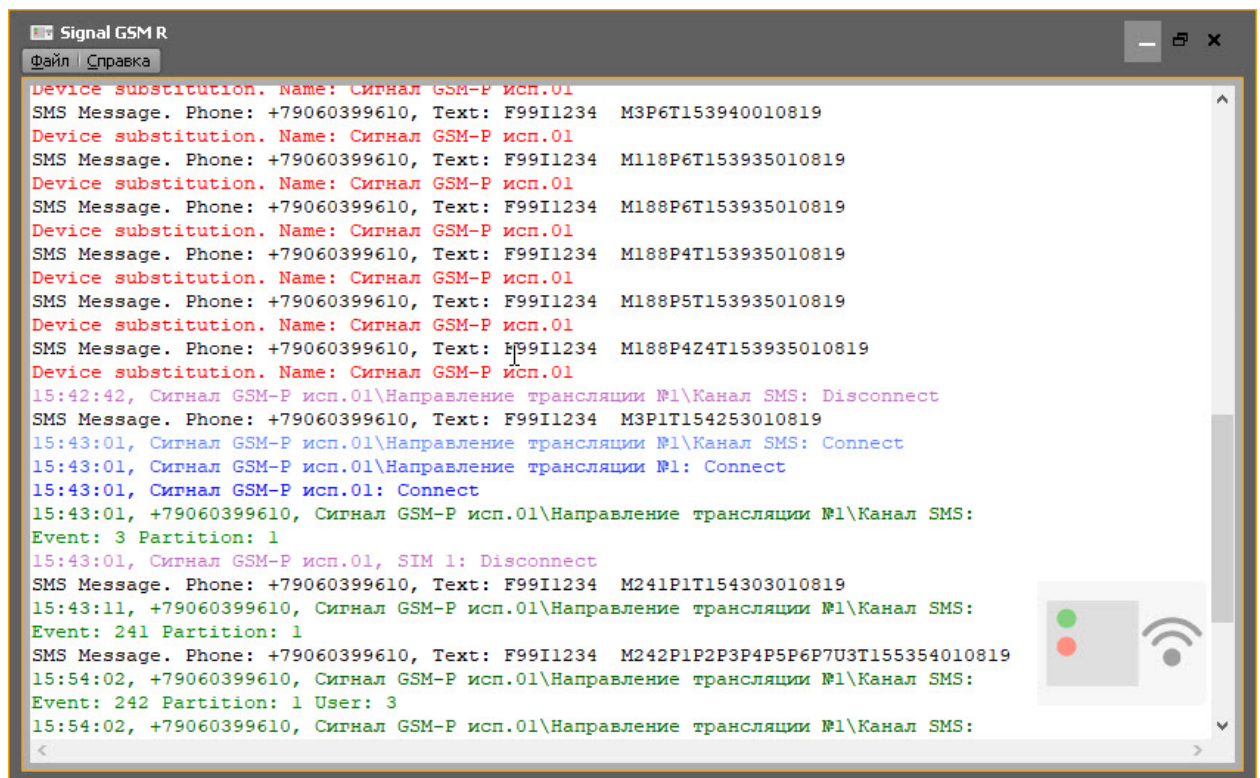 Signal GSM R
Файл Справка
Device substitution. Name: Сигнал GSM-Р исп.01
SMS Message. Phone: +79060399610, Text: F99I1234 M3P6T153940010819
Device substitution. Name: Сигнал GSM-Р исп.01
SMS Message. Phone: +79060399610, Text: F99I1234 M118P6T153935010819
Device substitution. Name: Сигнал GSM-Р исп.01
SMS Message. Phone: +79060399610, Text: F99I1234 M188P6T153935010819
Device substitution. Name: Сигнал GSM-Р исп.01
SMS Message. Phone: +79060399610, Text: F99I1234 M188P4T153935010819
Device substitution. Name: Сигнал GSM-Р исп.01
SMS Message. Phone: +79060399610, Text: F99I1234 M188P5T153935010819
Device substitution. Name: Сигнал GSM-Р исп.01
SMS Message. Phone: +79060399610, Text: F99I1234 M188P4Z4T153935010819
Device substitution. Name: Сигнал GSM-Р исп.01
15:42:42, Сигнал GSM-Р исп.01\Направление трансляции №1\Канал SMS: Disconnect
SMS Message. Phone: +79060399610, Text: F99I1234 M3P1T154253010819
15:43:01, Сигнал GSM-Р исп.01\Направление трансляции №1\Канал SMS: Connect
15:43:01, Сигнал GSM-Р исп.01\Направление трансляции №1: Connect
15:43:01, Сигнал GSM-Р исп.01: Connect
15:43:01, +79060399610, Сигнал GSM-Р исп.01\Направление трансляции №1\Канал SMS:
Event: 3 Partition: 1
15:43:01, Сигнал GSM-Р исп.01, SIM 1: Disconnect
SMS Message. Phone: +79060399610, Text: F99I1234 M241P1T154303010819
15:43:11, +79060399610, Сигнал GSM-Р исп.01\Направление трансляции №1\Канал SMS:
Event: 241 Partition: 1
SMS Message. Phone: +79060399610, Text: F99I1234 M242P1P2P3P4P5P6P7U3T155354010819
15:54:02, +79060399610, Сигнал GSM-Р исп.01\Направление трансляции №1\Канал SMS:
Event: 242 Partition: 1 User: 3
15:54:02, +79060399610, Сигнал GSM-Р исп.01\Направление трансляции №1\Канал SMS: